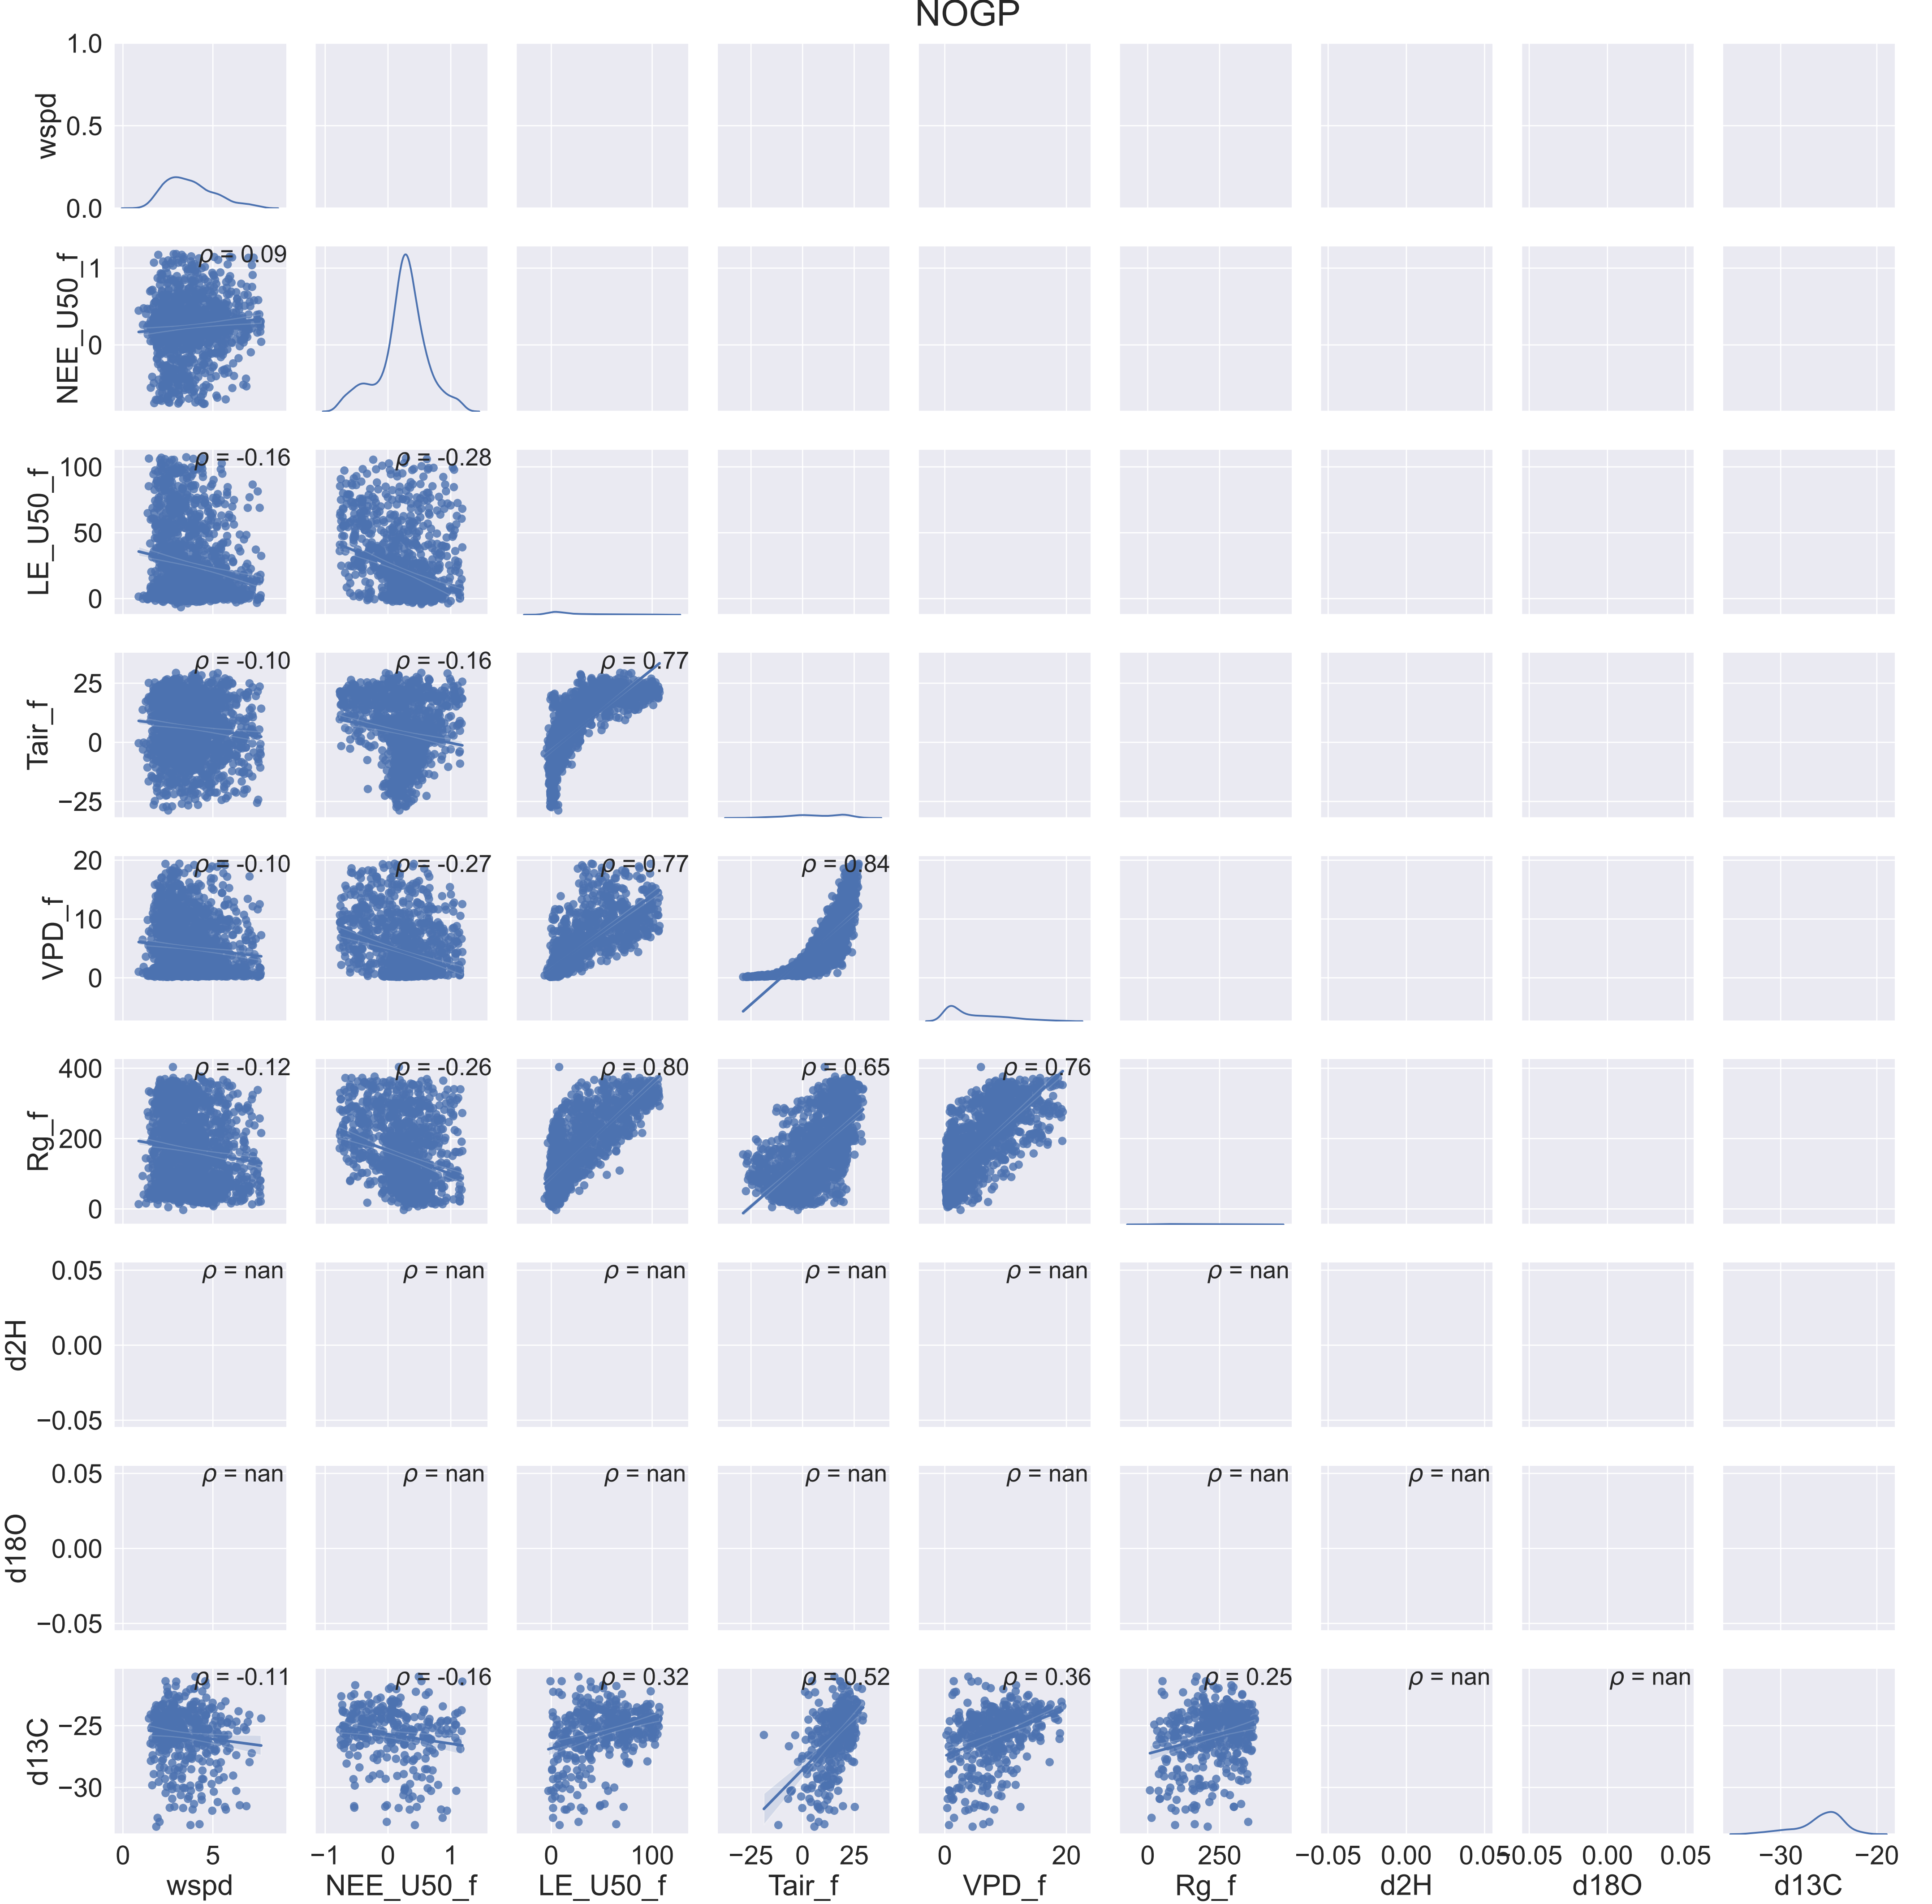 NOGP
1.0
0.5
0.0
wspd
ρ = 0.09
1
0
NEE_U50_f
ρ = -0.16 ρ = -0.28
100
50
0
LE_U50_f
ρ = -0.10 ρ = -0.16 ρ = 0.77
25
0
−25
Tair_f
ρ = -0.10 ρ = -0.27 ρ = 0.77 ρ = 0.84
20
10
0
VPD_f
ρ = -0.12 ρ = -0.26 ρ = 0.80 ρ = 0.65 ρ = 0.76
400
200
0
Rg_f
ρ = nan ρ = nan ρ = nan ρ = nan ρ = nan ρ = nan
0.05
0.00
−0.05
d2H
ρ = nan ρ = nan ρ = nan ρ = nan ρ = nan ρ = nan ρ = nan
0.05
0.00
−0.05
d18O
ρ = -0.11 ρ = -0.16 ρ = 0.32 ρ = 0.52 ρ = 0.36 ρ = 0.25 ρ = nan ρ = nan
−25
−30
d13C
0 5 −1 0 1 0 100 −25 0 25 0 20 0 250 −0.05 0.00 0.05 −0.05 0.00 0.05 −30 −20
wspd NEE_U50_f LE_U50_f Tair_f VPD_f Rg_f d2H d18O d13C